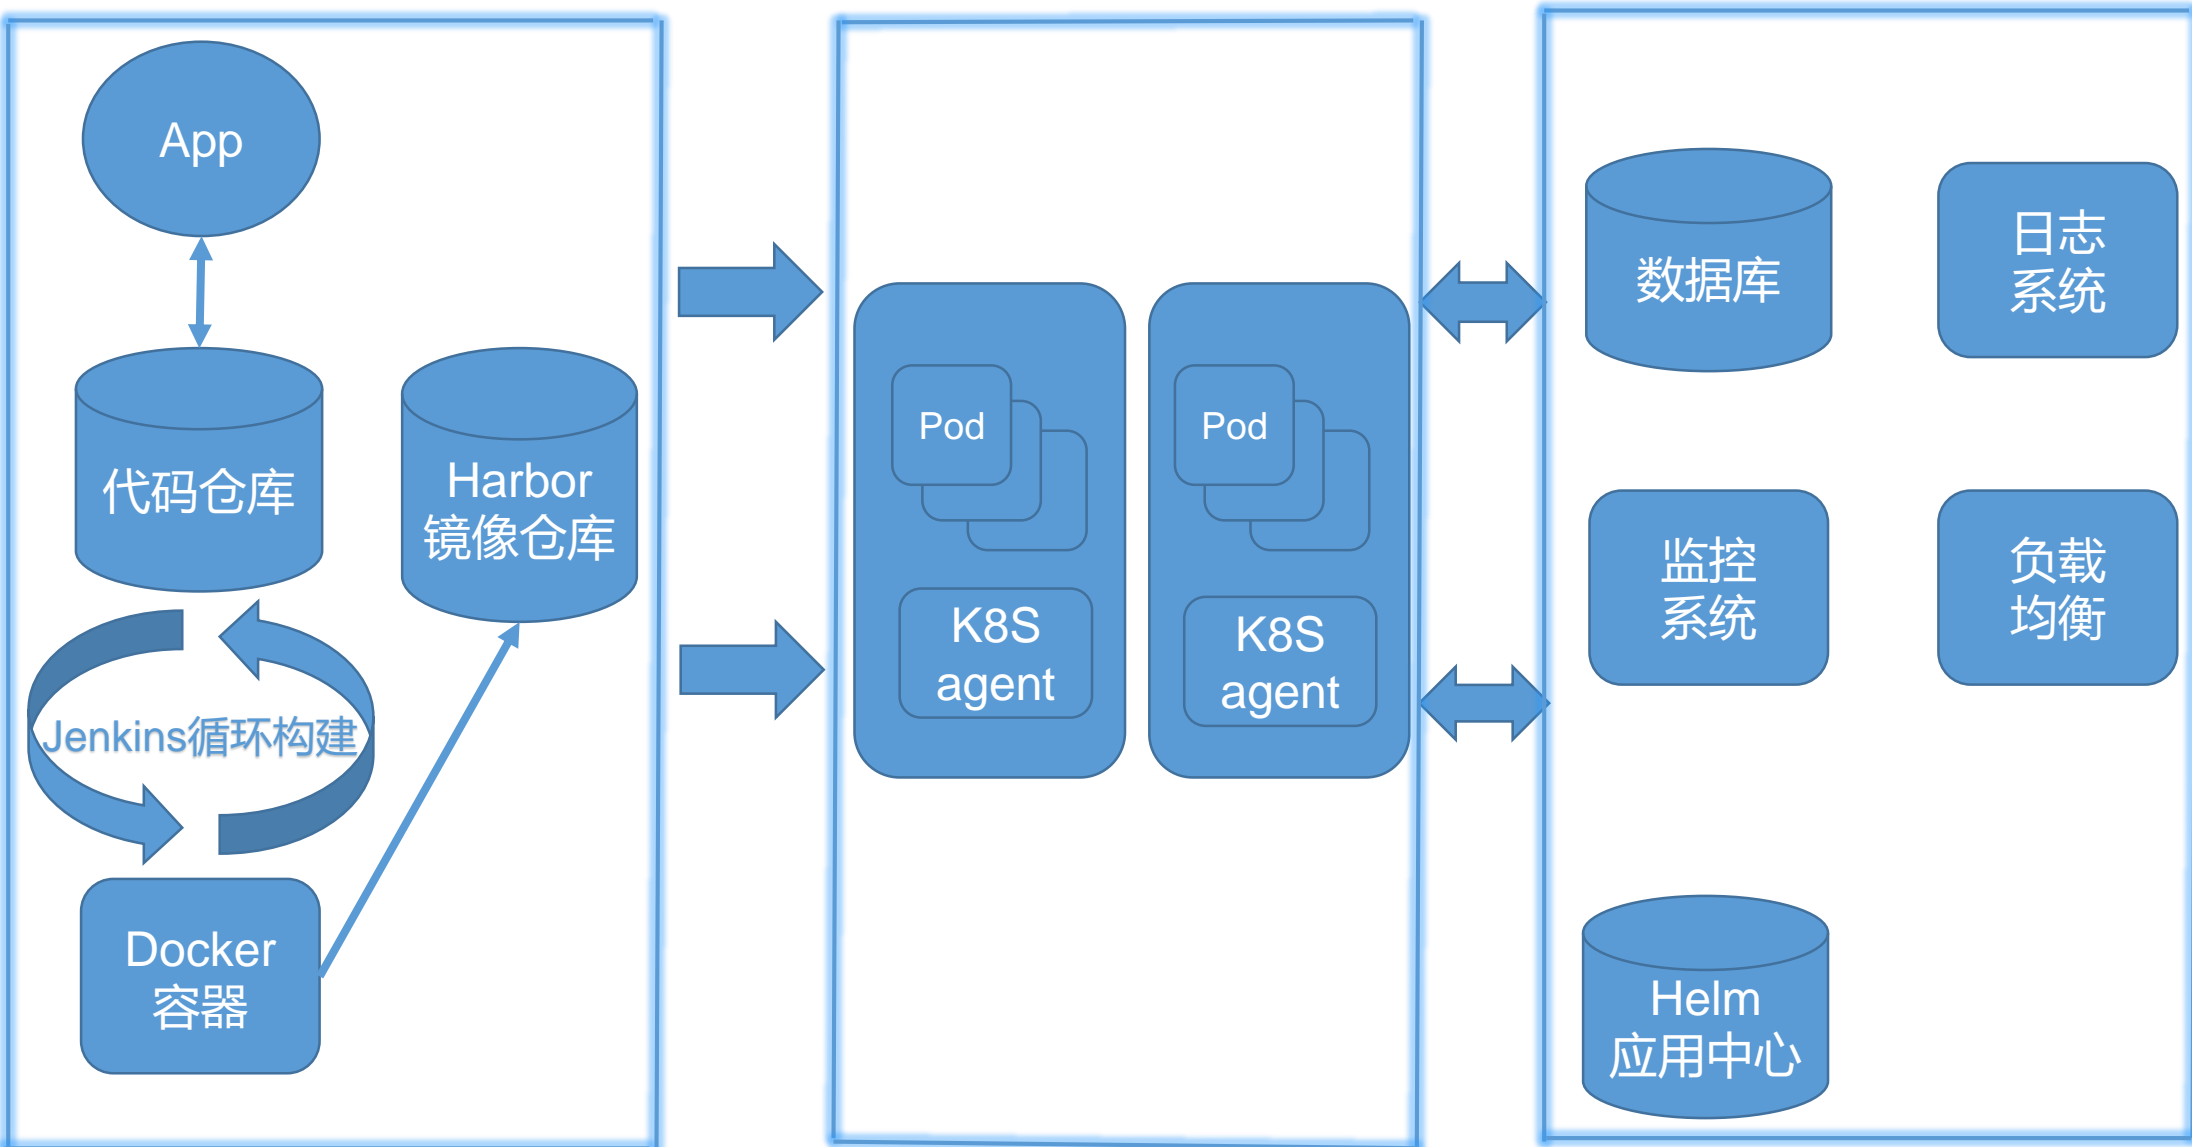 App
代码仓库
Harbor
镜像仓库
Jenkins循环构建
Docker
容器
Pod
K8S
agent
Pod
K8S
agent
数据库
日志
系统
监控
系统
负载
均衡
Helm
应用中心